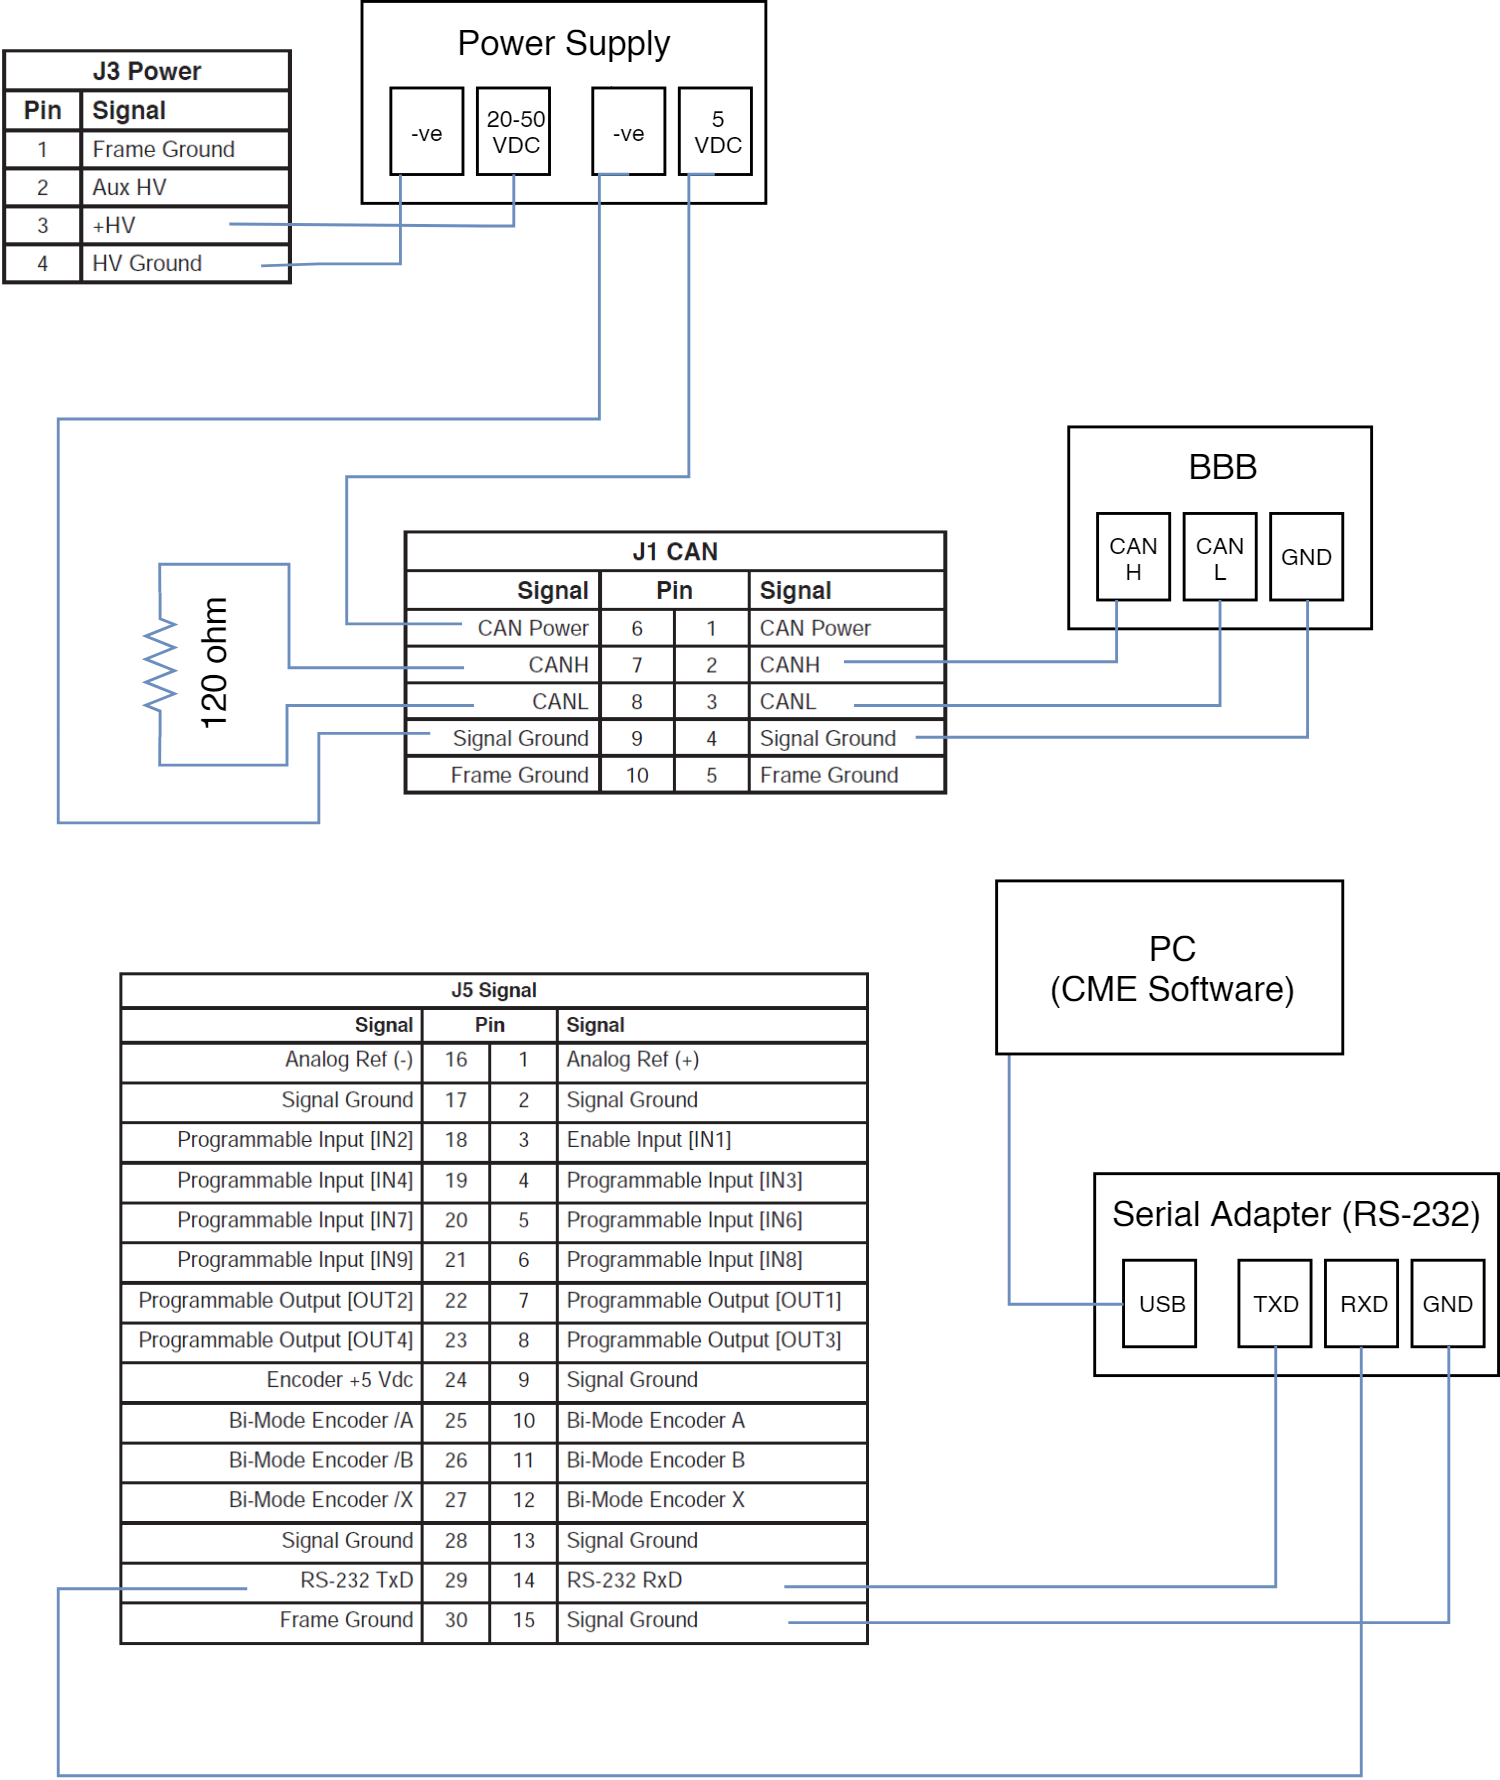 Power Supply
-ve
20-50
VDC
-ve
5
VDC
J3 Power
Pin Signal
1 Frame Ground
2 Aux HV
3 +HV
4 HV Ground
BBB
CAN
H
CAN
L
GND
120 ohm
J1 CAN
Signal Pin Signal
CAN Power 6 1 CAN Power
CANH 7 2 CANH
CANL 8 3 CANL
Signal Ground 9 4 Signal Ground
Frame Ground 10 5 Frame Ground
PC
(CME Software)
J5 Signal
Signal Pin Signal
Analog Ref (-) 16 1 Analog Ref (+)
Signal Ground 17 2 Signal Ground
Programmable Input [IN2] 18 3 Enable Input [IN1]
Programmable Input [IN4] 19 4 Programmable Input [IN3]
Programmable Input [IN7] 20 5 Programmable Input [IN6]
Programmable Input [IN9] 21 6 Programmable Input [IN8]
Programmable Output [OUT2] 22 7 Programmable Output [OUT1]
Programmable Output [OUT4] 23 8 Programmable Output [OUT3]
Encoder +5 Vdc 24 9 Signal Ground
Bi-Mode Encoder /A 25 10 Bi-Mode Encoder A
Bi-Mode Encoder /B 26 11 Bi-Mode Encoder B
Bi-Mode Encoder /X 27 12 Bi-Mode Encoder X
Signal Ground 28 13 Signal Ground
RS-232 TxD 29 14 RS-232 RxD
Frame Ground 30 15 Signal Ground
Serial Adapter (RS-232)
USB
TXD
RXD
GND